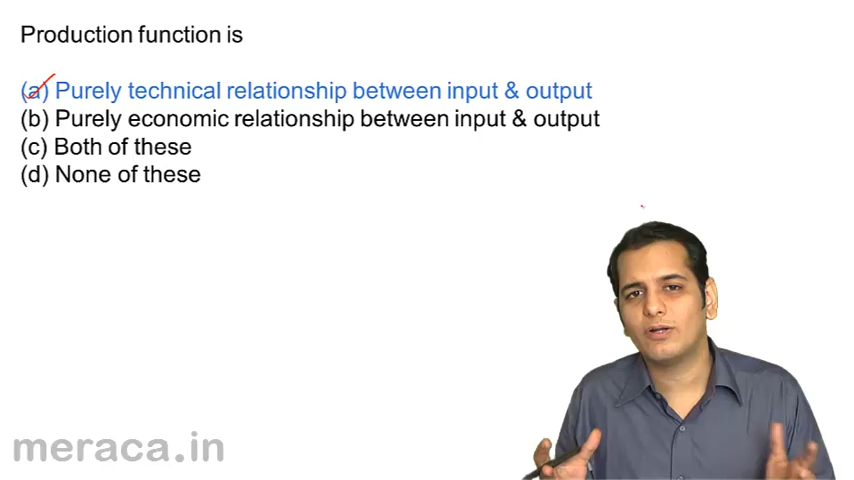 Production function is
(a) Purely technical relationship between input & output
(b) Purely economic relationship between input & output
(c) Both of these
(d) None of these
meraca.in